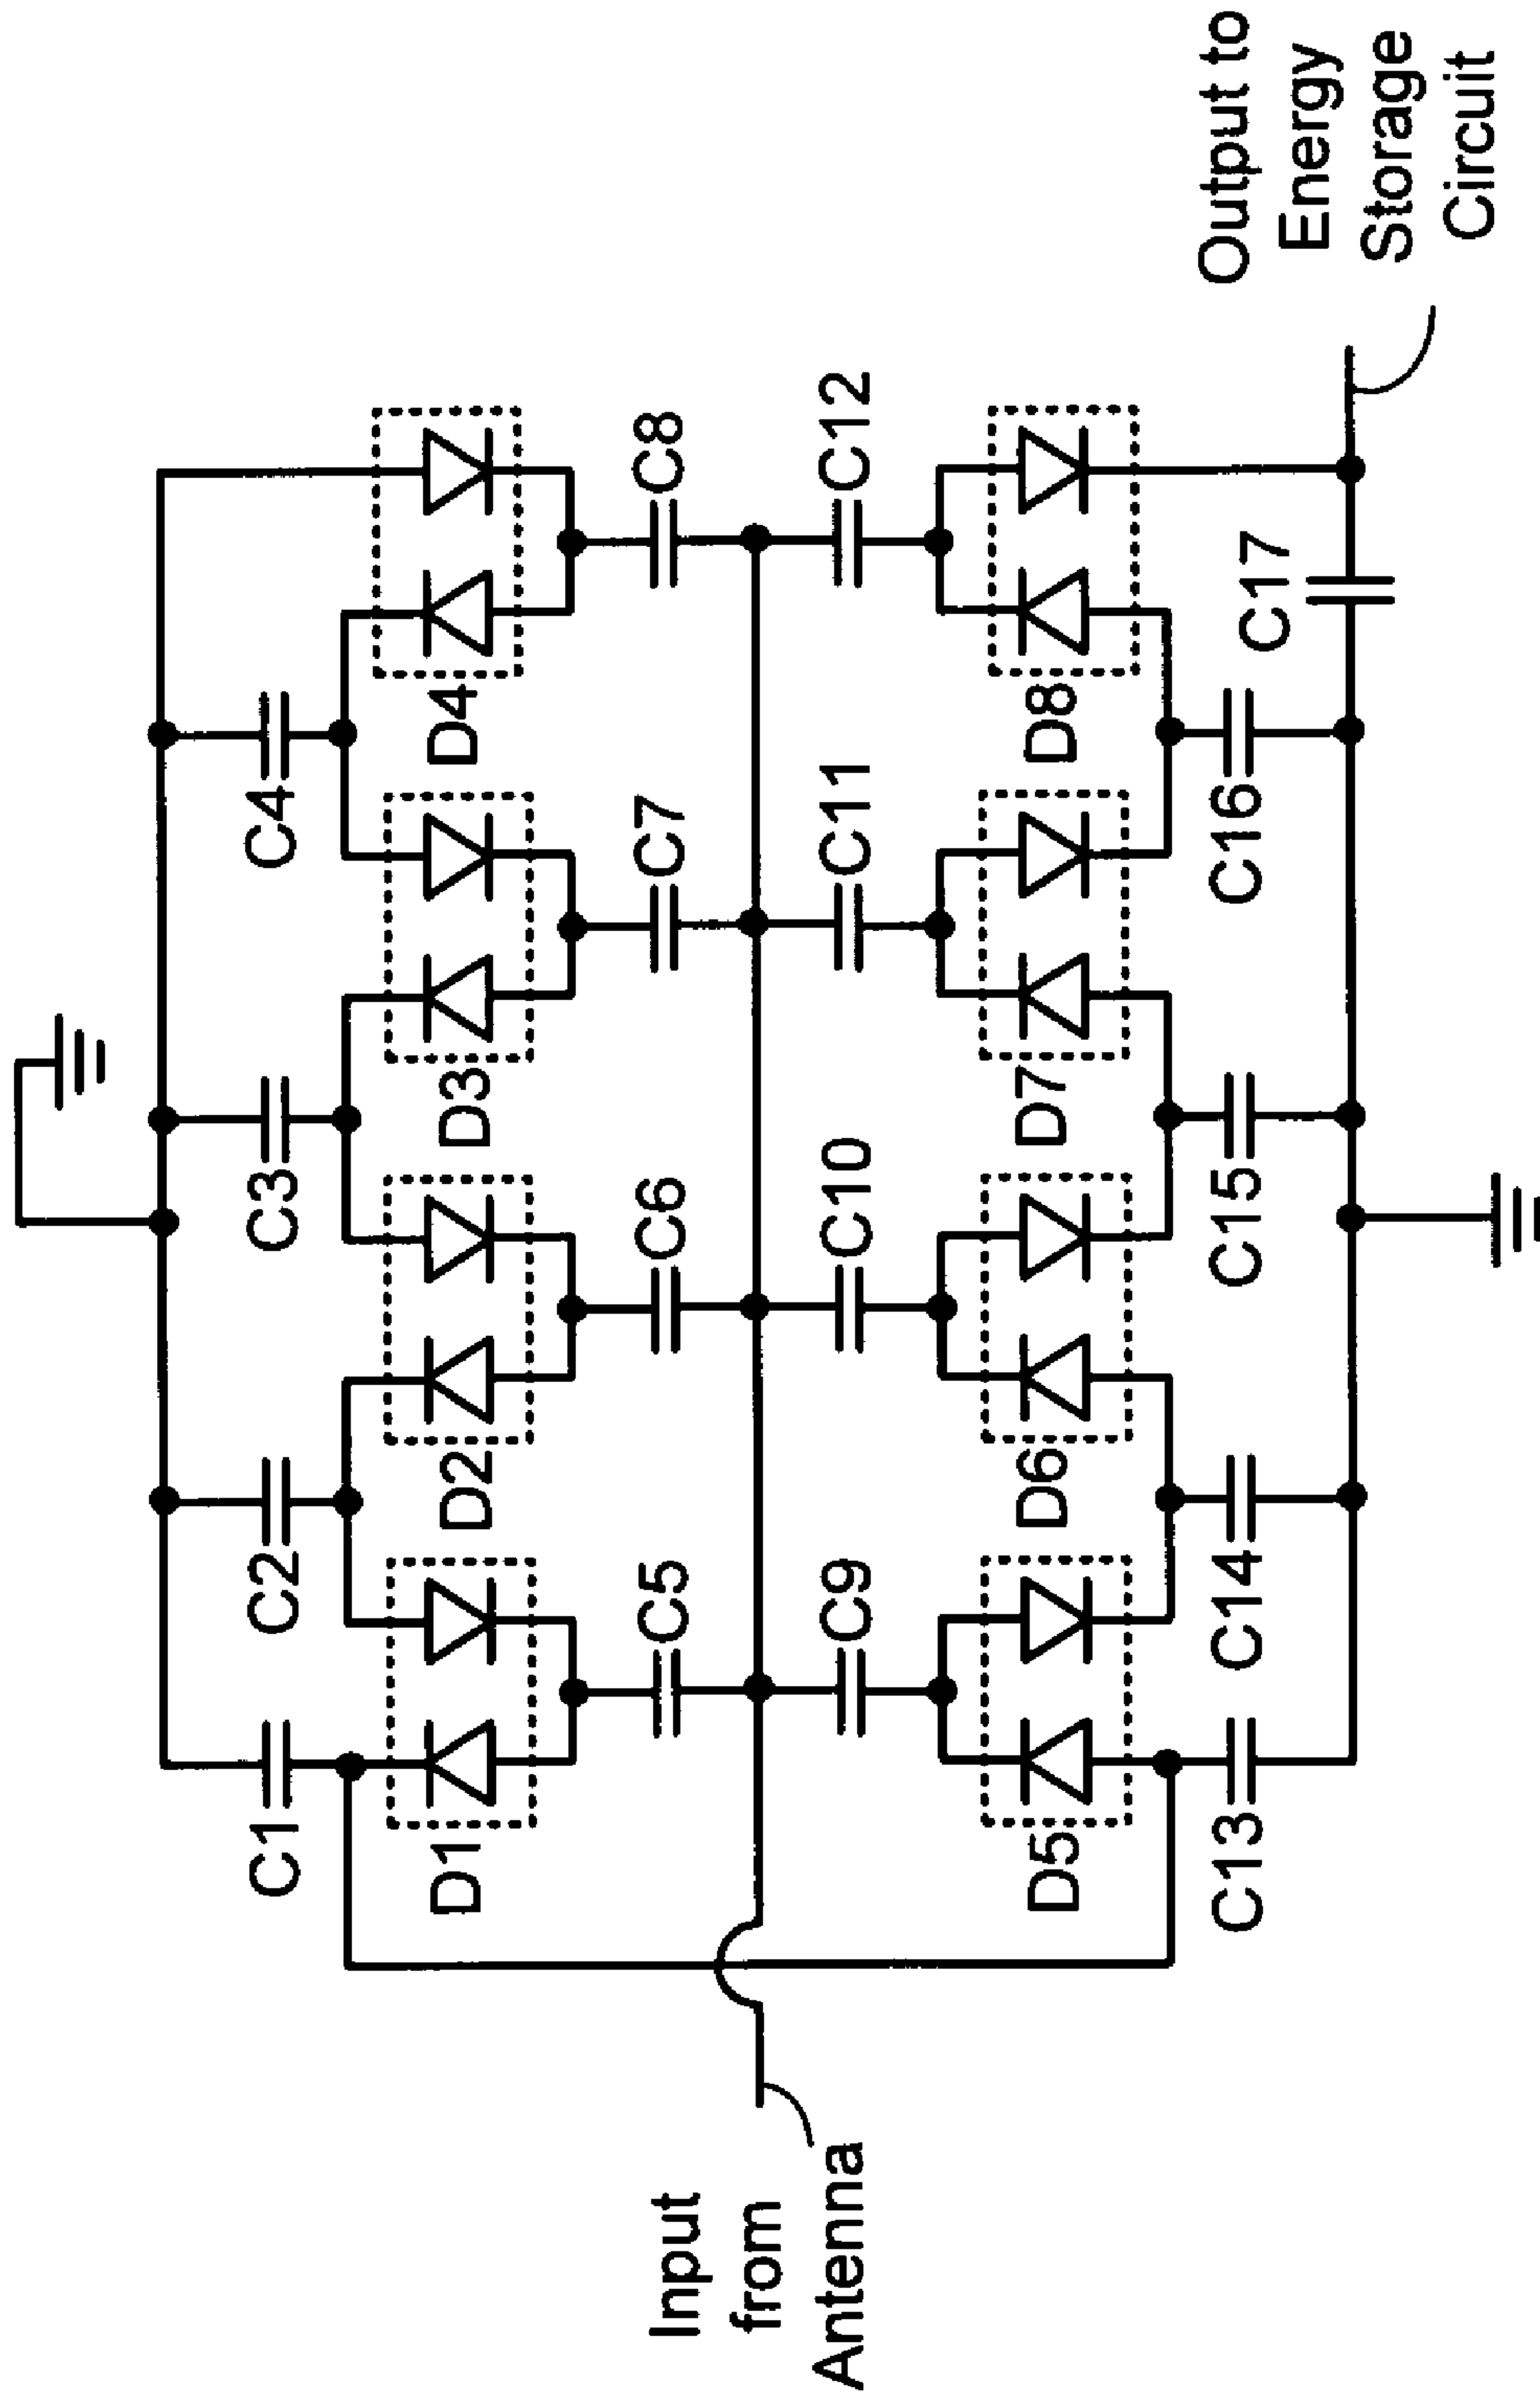 C1
C2
C3
C4
D1
D2
D3
D4
C5
C6
C7
C8
Input
from
Antenna
C9
C10
C11
C12
D5
D6
D7
D8
C13
C14
C15
C16
C17
Output to
Energy
Storage
Circuit